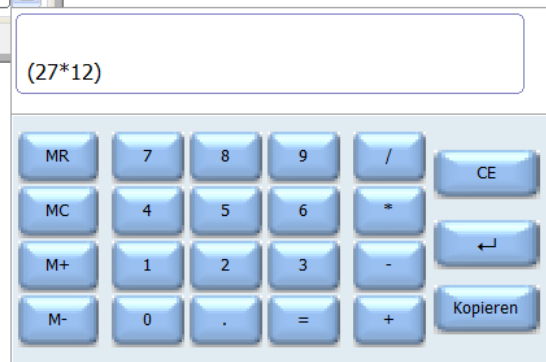 (27*12)
MR 7 8 9 / CE
MC 4 5 6 *
M+ 1 2 3 - ↵
M- 0 . = + Kopieren